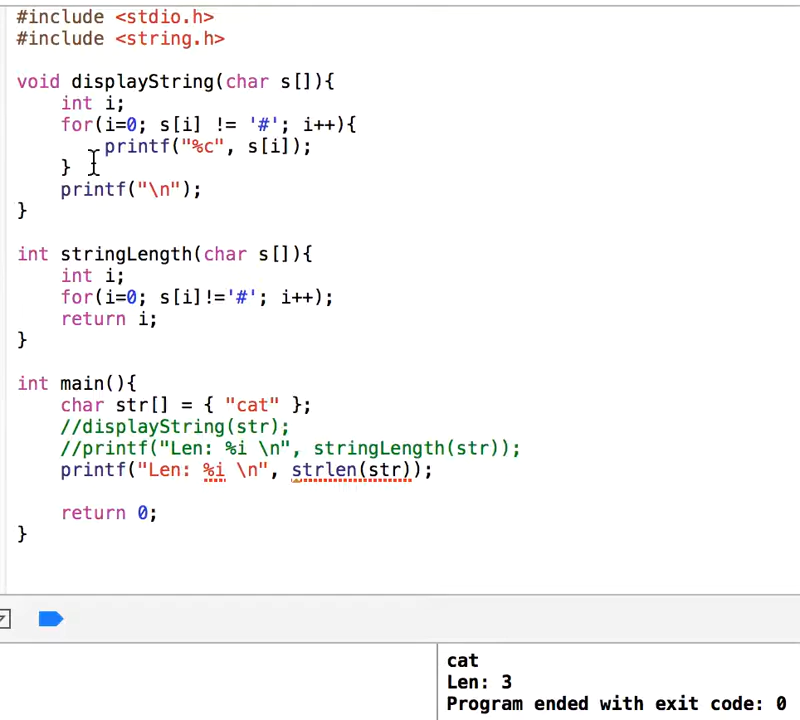 #include <stdio.h>
#include <string.h>
void displayString(char s[]){
    int i;
    for(i=0; s[i] != '#'; i++){
        printf("%c", s[i]);
    }
    printf("\n");
}
int stringLength(char s[]){
    int i;
    for(i=0; s[i]!='#'; i++);
    return i;
}
int main(){
    char str[] = { "cat" };
    //displayString(str);
    //printf("Len: %i \n", stringLength(str));
    printf("Len: %i \n", strlen(str));
    return 0;
}
cat
Len: 3
Program ended with exit code: 0